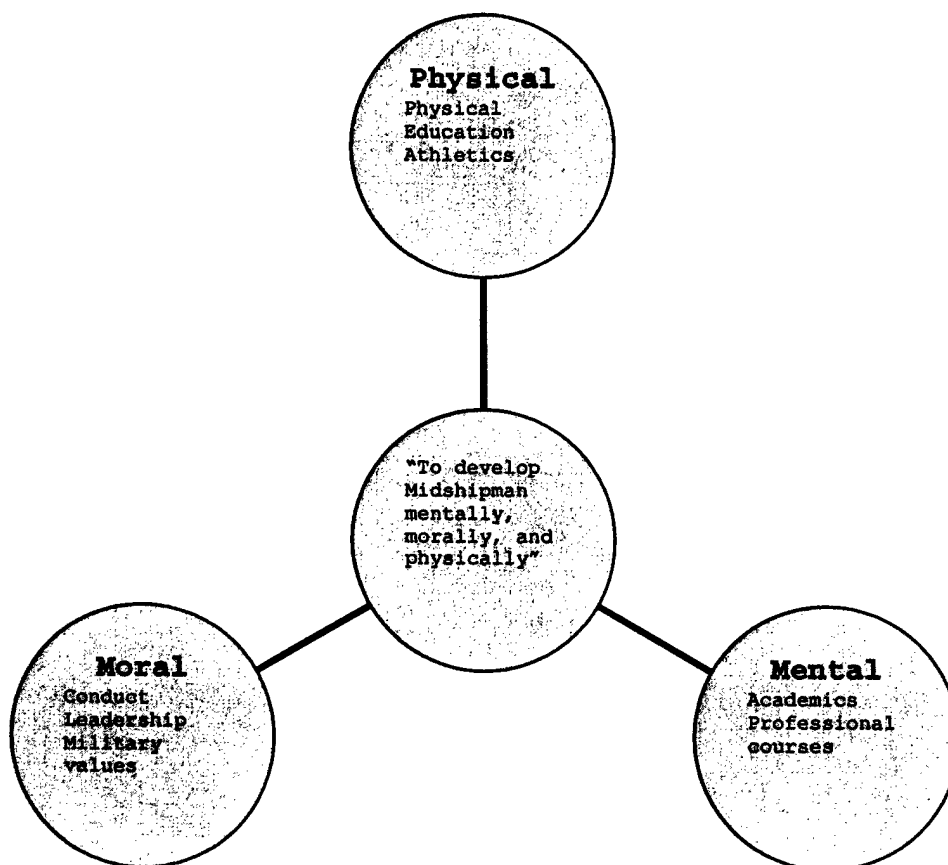 Physical
Physical
Education
Athletics
"To develop
Midshipman
mentally,
morally, and
physically"
Moral
Conduct
Leadership
Military
values
Mental
Academics
Professional
courses